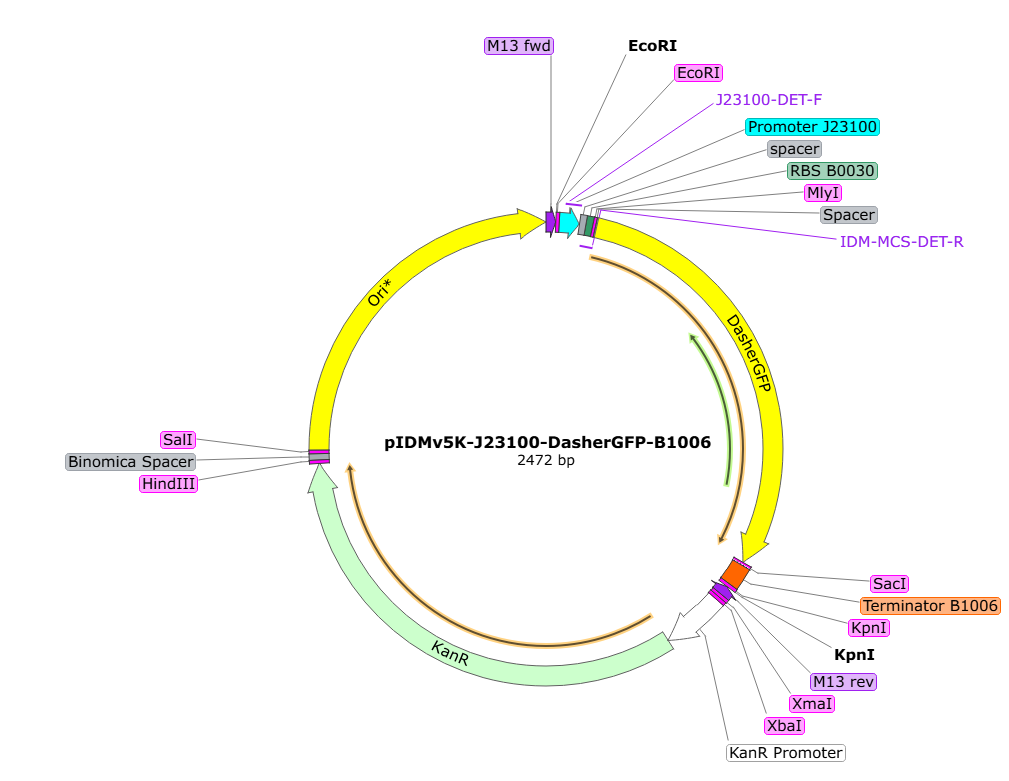 M13 fwd
EcoRI
EcoRI
J23100-DET-F
Promoter J23100
spacer
RBS B0030
MlyI
Spacer
IDM-MCS-DET-R
Ori*
DasherGFP
pIDMv5K-J23100-DasherGFP-B1006
2472 bp
SalI
Binomica Spacer
HindIII
SacI
Terminator B1006
KpnI
KpnI
KanR
M13 rev
XmaI
XbaI
KanR Promoter